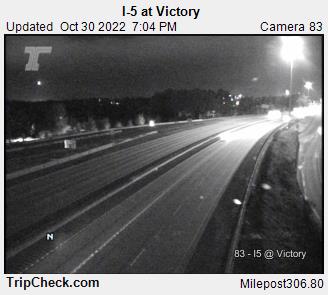 I-5 at Victory
Updated Oct 30 2022 7:04 PM Camera 83
T
N
83 - I5 @ Victory
TripCheck.com Milepost306.80